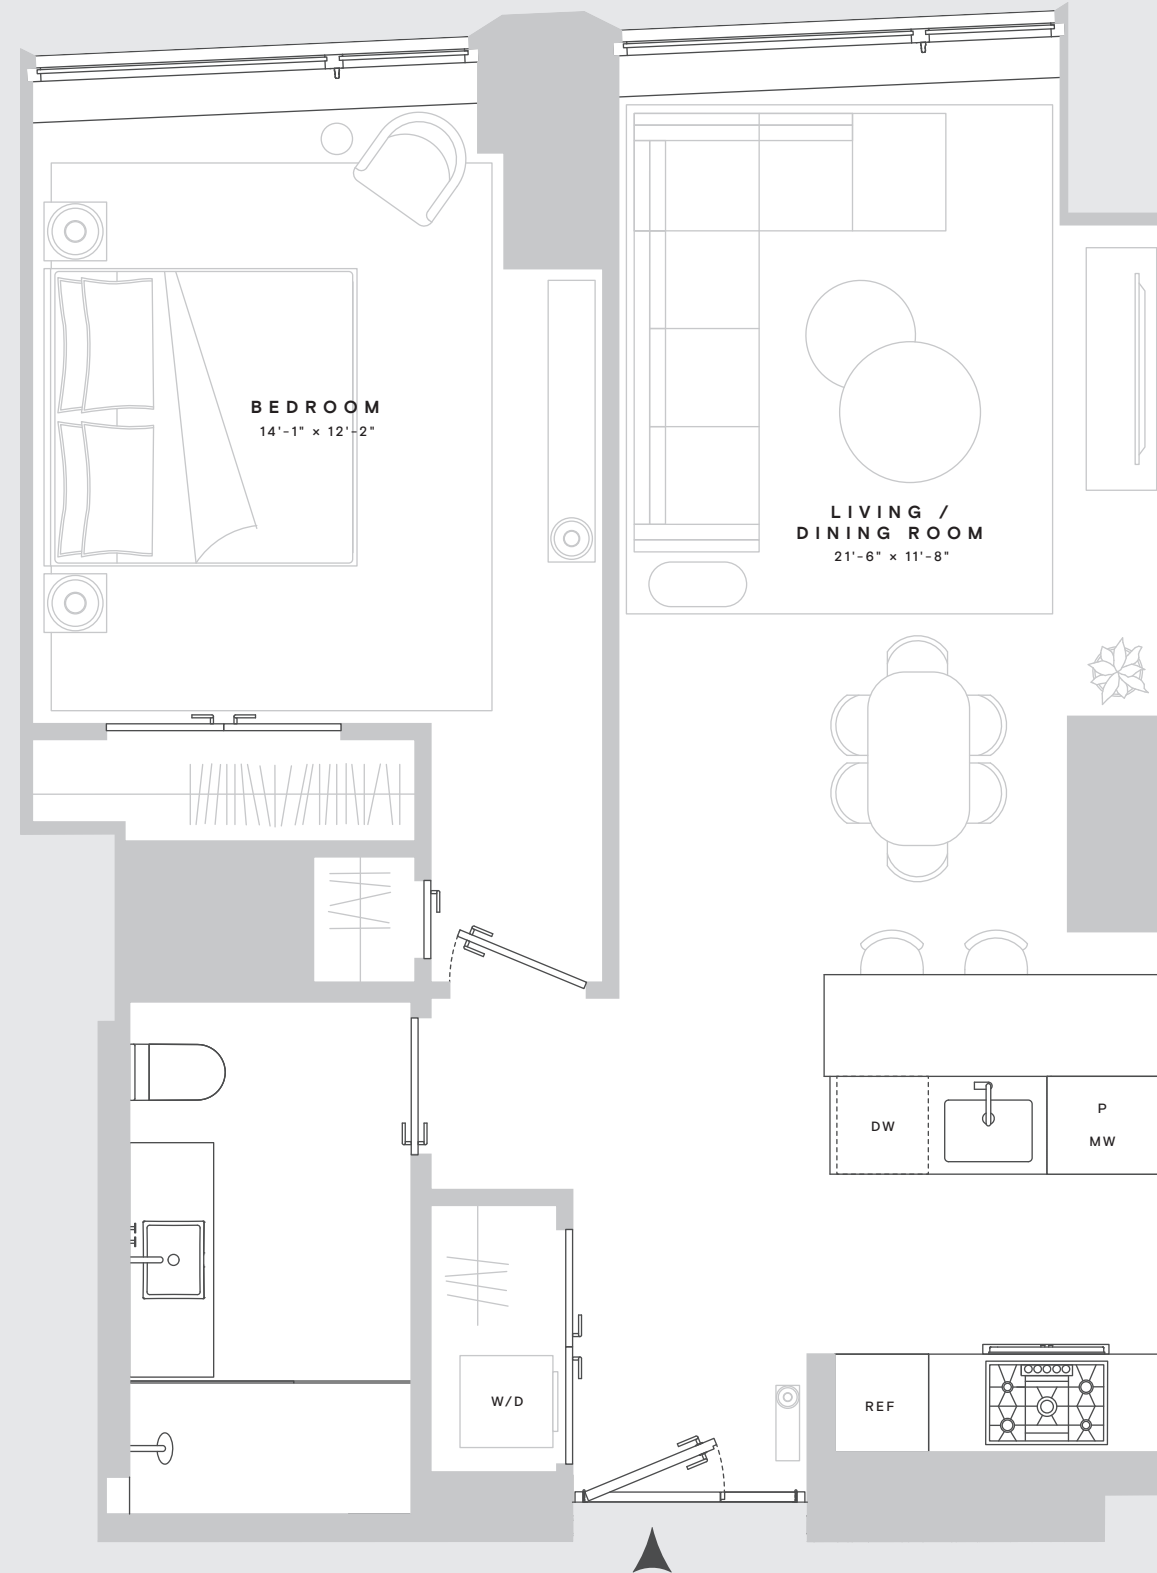 BEDROOM
14'-1" × 12'-2"
LIVING /
DINING ROOM
21'-6" × 11'-8"
DW
P
MW
W/D
REF